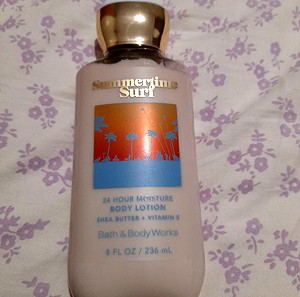 Summertime
Surf
24 HOUR MOISTURE
BODY LOTION
SHEA BUTTER + VITAMIN E
Bath & Body Works
8 FL OZ / 236 mL